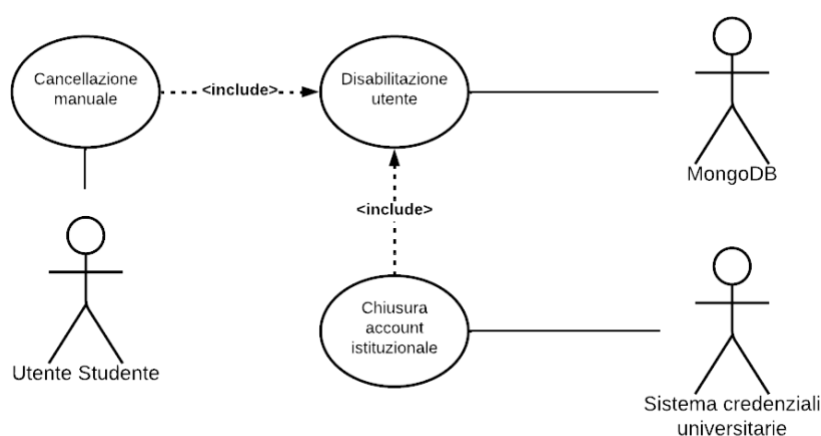 Cancellazione
manuale
<include>
Disabilitazione
utente
MongoDB
<include>
Utente Studente
Chiusura
account
istituzionale
Sistema credenziali
universitarie